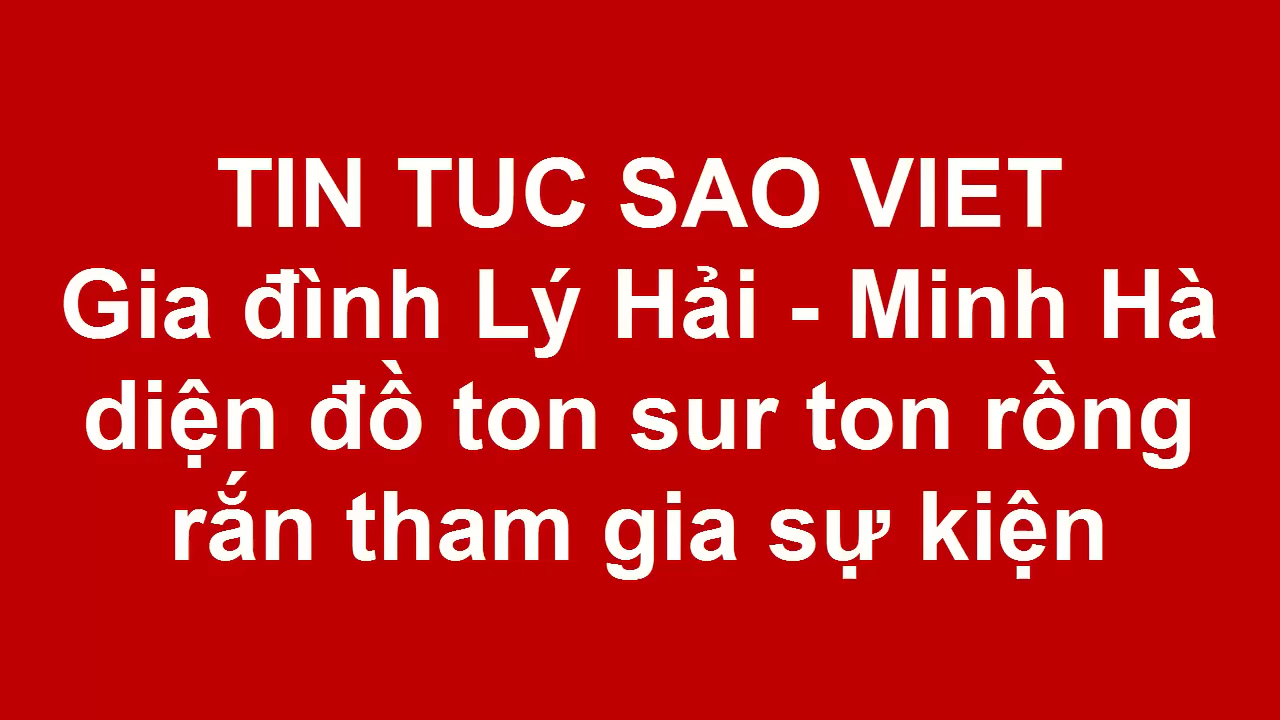 TIN TUC SAO VIET
Gia đình Lý Hải - Minh Hà
diện đồ ton sur ton rồng
rắn tham gia sự kiện